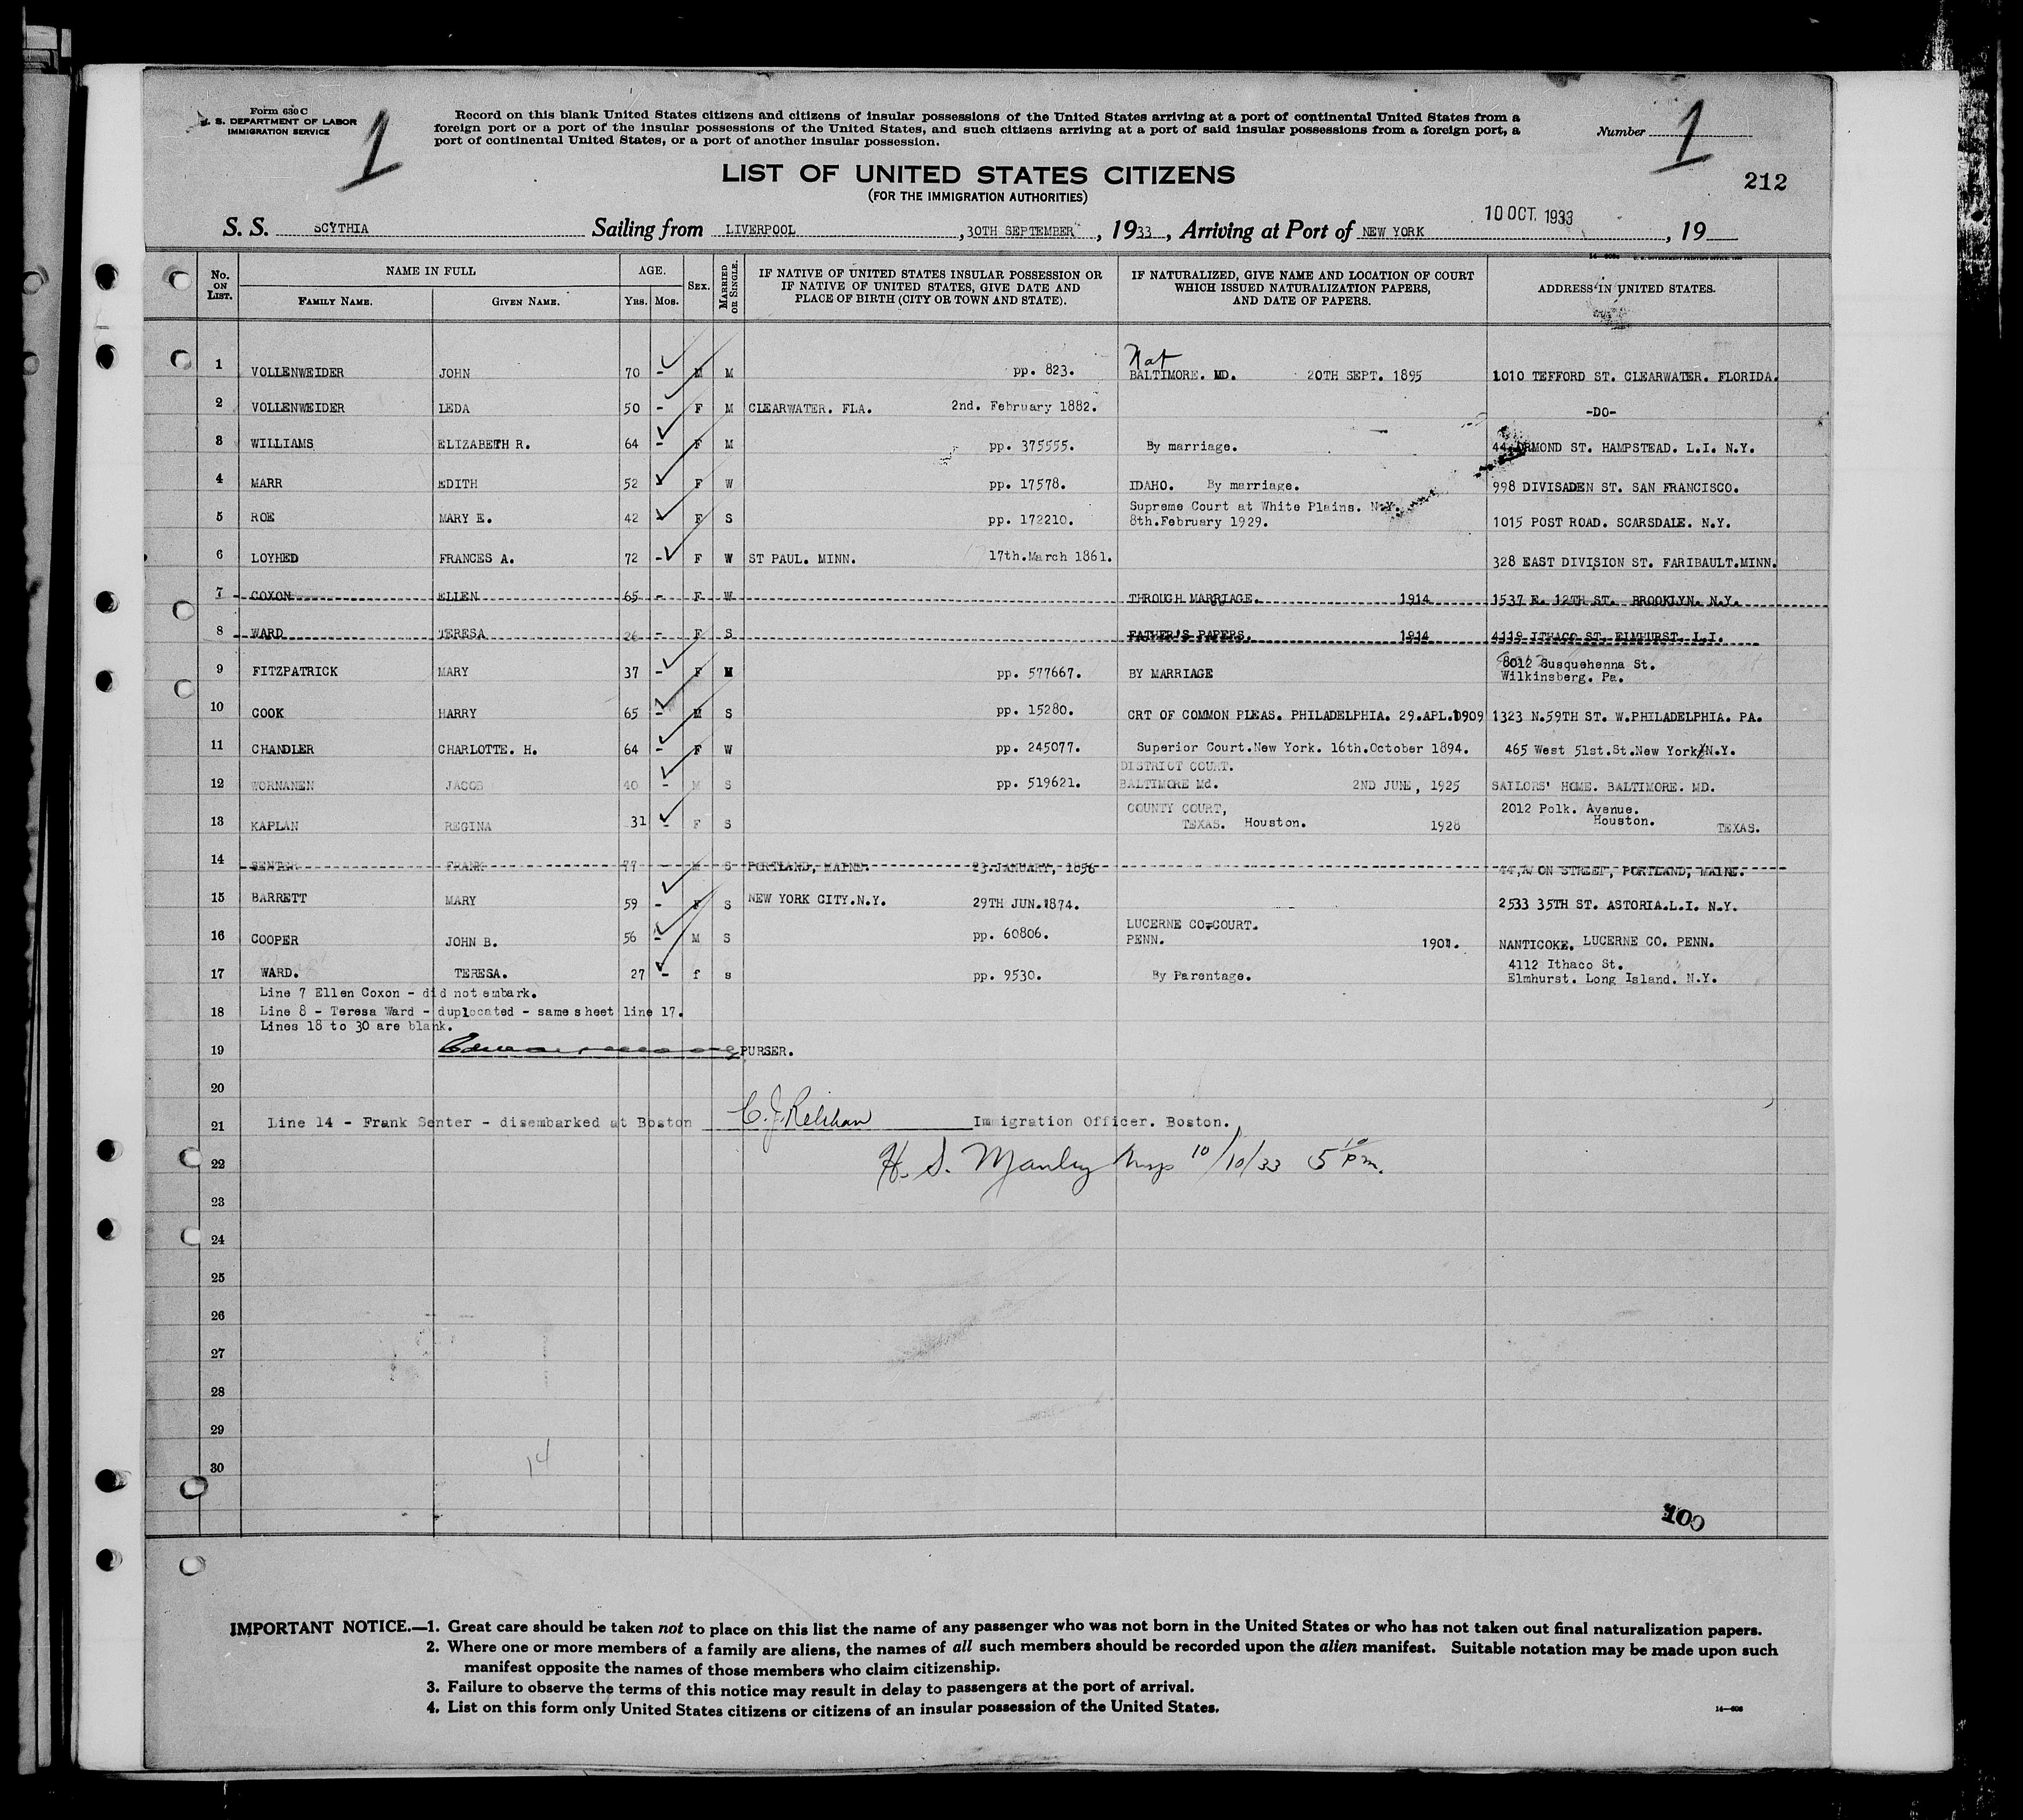 Form 630 C
U. S. DEPARTMENT OF LABOR
IMMIGRATION SERVICE
1
Record on this blank United States citizens and citizens of insular possessions of the United States arriving at a port of continental United States from a
foreign port or a port of the insular possessions of the United States, and such citizens arriving at a port of said insular possessions from a foreign port, a
port of continental United States, or a port of another insular possession.
Number 1
LIST OF UNITED STATES CITIZENS
(FOR THE IMMIGRATION AUTHORITIES)
212
S. S. SCYTHIA Sailing from LIVERPOOL, 30TH SEPTEMBER, 1933, Arriving at Port of NEW YORK 10 OCT. 1933, 19
No. ON LIST. NAME IN FULL FAMILY NAME. GIVEN NAME. AGE. YRS. MOS. SEX. MARRIED OR SINGLE. IF NATIVE OF UNITED STATES INSULAR POSSESSION OR IF NATIVE OF UNITED STATES, GIVE DATE AND PLACE OF BIRTH (CITY OR TOWN AND STATE). IF NATURALIZED, GIVE NAME AND LOCATION OF COURT WHICH ISSUED NATURALIZATION PAPERS, AND DATE OF PAPERS. ADDRESS IN UNITED STATES.
Nat
1 VOLLENWEIDER JOHN 70 - M M pp. 823. BALTIMORE. MD. 20TH SEPT. 1895 1010 TEFFORD ST. CLEARWATER. FLORIDA.
2 VOLLENWEIDER LEDA 50 - F M CLEARWATER. FLA. 2nd. February 1882. -DO-
3 WILLIAMS ELIZABETH R. 64 - F M pp. 375555. By marriage. 44 ORMOND ST. HAMPSTEAD. L.I. N.Y.
4 MARR EDITH 52 - F W pp. 17578. IDAHO. By marriage. 998 DIVISADEN ST. SAN FRANCISCO.
5 ROE MARY E. 42 - F S pp. 172210. Supreme Court at White Plains. N.Y. 8th.February 1929. 1015 POST ROAD. SCARSDALE. N.Y.
6 LOYHED FRANCES A. 72 - F W ST PAUL. MINN. 17th.March 1861. 328 EAST DIVISION ST. FARIBAULT.MINN.
7 COXON ELLEN 65 - F W THROUGH MARRIAGE. 1914 1537 E. 12TH ST. BROOKLYN. N.Y.
8 WARD TERESA 26 - F S FATHER'S PAPERS. 1914 4119 ITHACO ST. ELMHURST. L.I.
9 FITZPATRICK MARY 37 - F M pp. 577667. BY MARRIAGE 8012 Susquehenna St. Wilkinsberg. Pa.
10 COOK HARRY 65 - M S pp. 15280. CRT OF COMMON PLEAS. PHILADELPHIA. 29.APL.1909 1323 N.59TH ST. W.PHILADELPHIA. PA.
11 CHANDLER CHARLOTTE. H. 64 - F W pp. 245077. Superior Court.New York. 16th.October 1894. 465 West 51st.St.New York N.Y.
12 WORNANEN JACOB 40 - M S pp. 519621. DISTRICT COURT. BALTIMORE Md. 2ND JUNE, 1925 SAILORS' HOME. BALTIMORE. MD.
13 KAPLAN REGINA 31 - F S COUNTY COURT, TEXAS. Houston. 1928 2012 Polk. Avenue. Houston. TEXAS.
14 SENTER FRANK 77 - M S PORTLAND, MAINE. 23.JANUARY, 1856 ON STREET, PORTLAND, MAINE.
15 BARRETT MARY 59 - F S NEW YORK CITY.N.Y. 29TH JUN.1874. 2533 35TH ST. ASTORIA.L.I. N.Y.
16 COOPER JOHN B. 56 - M S pp. 60806. LUCERNE CO-COURT. PENN. 1901. NANTICOKE. LUCERNE CO. PENN.
17 WARD. TERESA. 27 - f s pp. 9530. By Parentage. 4112 Ithaco St. Elmhurst. Long Island. N.Y.
Line 7 Ellen Coxon - did not embark.
18 Line 8 - Teresa Ward - duplocated - same sheet line 17.
Lines 18 to 30 are blank.
19 PURSER.
20
21 Line 14 - Frank Senter - disembarked at Boston Immigration Officer. Boston.
22 H. S. Manley Insp 10/10/33 5 10 pm.
23
24
25
26
27
28
29
14
30
100
IMPORTANT NOTICE.—1. Great care should be taken not to place on this list the name of any passenger who was not born in the United States or who has not taken out final naturalization papers.
2. Where one or more members of a family are aliens, the names of all such members should be recorded upon the alien manifest. Suitable notation may be made upon such
manifest opposite the names of those members who claim citizenship.
3. Failure to observe the terms of this notice may result in delay to passengers at the port of arrival.
4. List on this form only United States citizens or citizens of an insular possession of the United States.